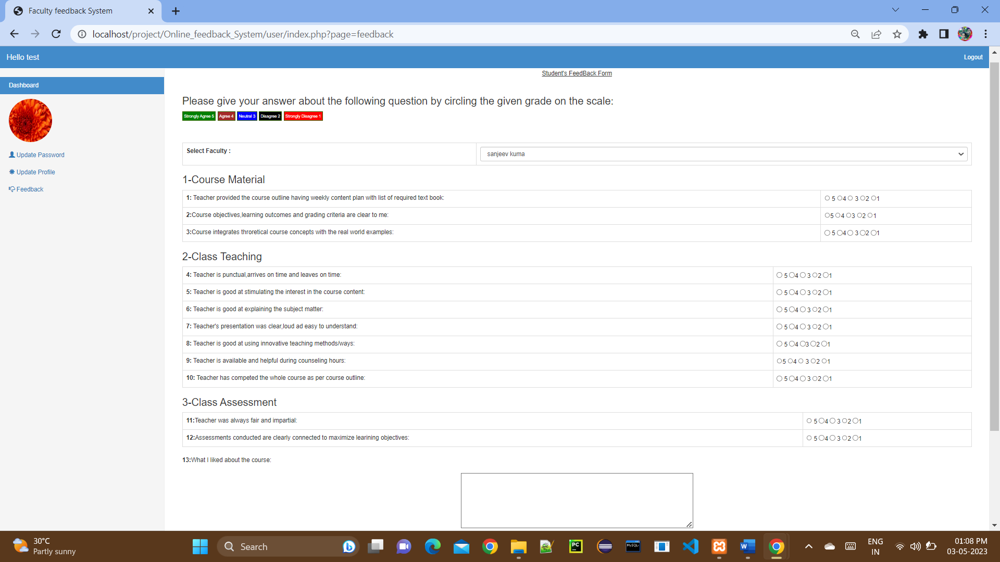 Faculty feedback System
localhost/project/Online_feedback_System/user/index.php?page=feedback
Hello test
Logout
Dashboard
Update Password
Update Profile
Feedback
Student's FeedBack Form
Please give your answer about the following question by circling the given grade on the scale:
Strongly Agree 5 Agree 4 Neutral 3 Disagree 2 Strongly Disagree 1
Select Faculty : sanjeev kuma
1-Course Material
1: Teacher provided the course outline having weekly content plan with list of required text book: 5 4 3 2 1
2:Course objectives,learning outcomes and grading criteria are clear to me: 5 4 3 2 1
3:Course integrates throretical course concepts with the real world examples: 5 4 3 2 1
2-Class Teaching
4: Teacher is punctual,arrives on time and leaves on time: 5 4 3 2 1
5: Teacher is good at stimulating the interest in the course content: 5 4 3 2 1
6: Teacher is good at explaining the subject matter: 5 4 3 2 1
7: Teacher's presentation was clear,loud ad easy to understand: 5 4 3 2 1
8: Teacher is good at using innovative teaching methods/ways: 5 4 3 2 1
9: Teacher is available and helpful during counseling hours: 5 4 3 2 1
10: Teacher has competed the whole course as per course outline: 5 4 3 2 1
3-Class Assessment
11:Teacher was always fair and impartial: 5 4 3 2 1
12:Assessments conducted are clearly connected to maximize learining objectives: 5 4 3 2 1
13:What I liked about the course:
30°C
Partly sunny
Search
PC
MySQL
W
ENG
IN
01:08 PM
03-05-2023